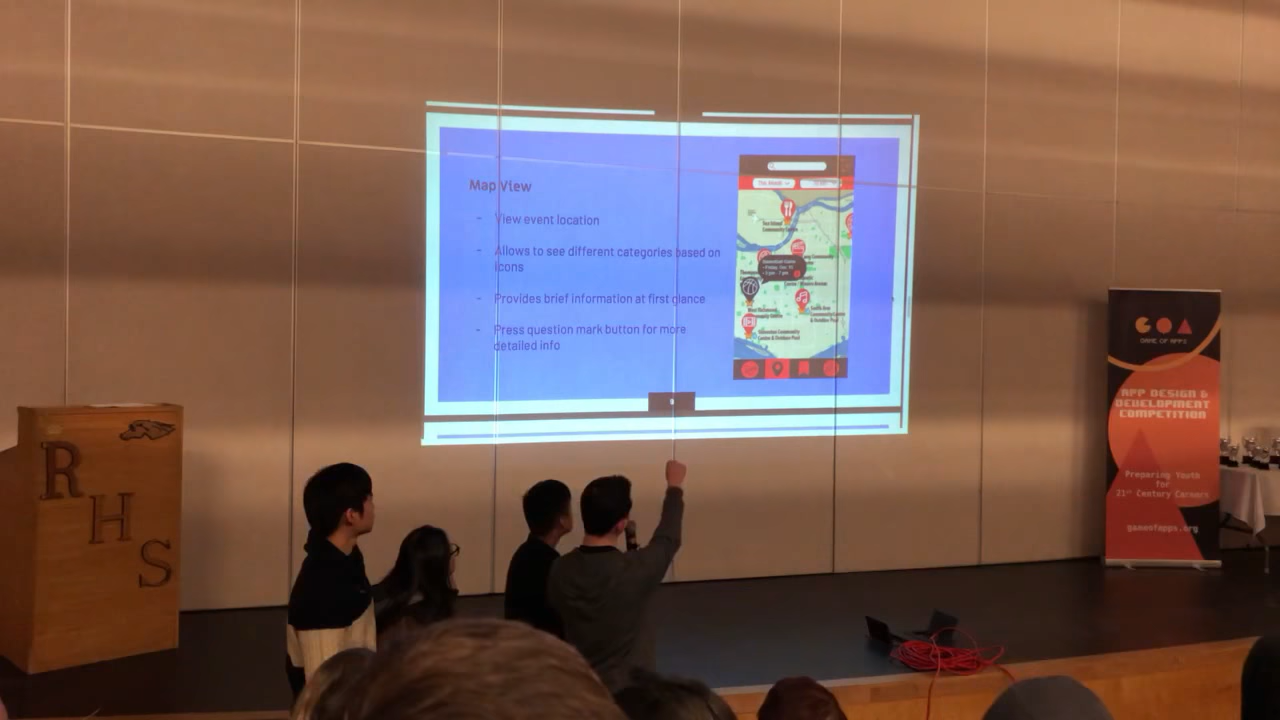 Map View
- View event location
- Allows to see different categories based on
icons
- Provides brief information at first glance
- Press question mark button for more
detailed info
R
H
S
GAME OF APPS
APP DESIGN &
DEVELOPMENT
COMPETITION
Preparing Youth
for
21st Century Careers
gameofapps.org